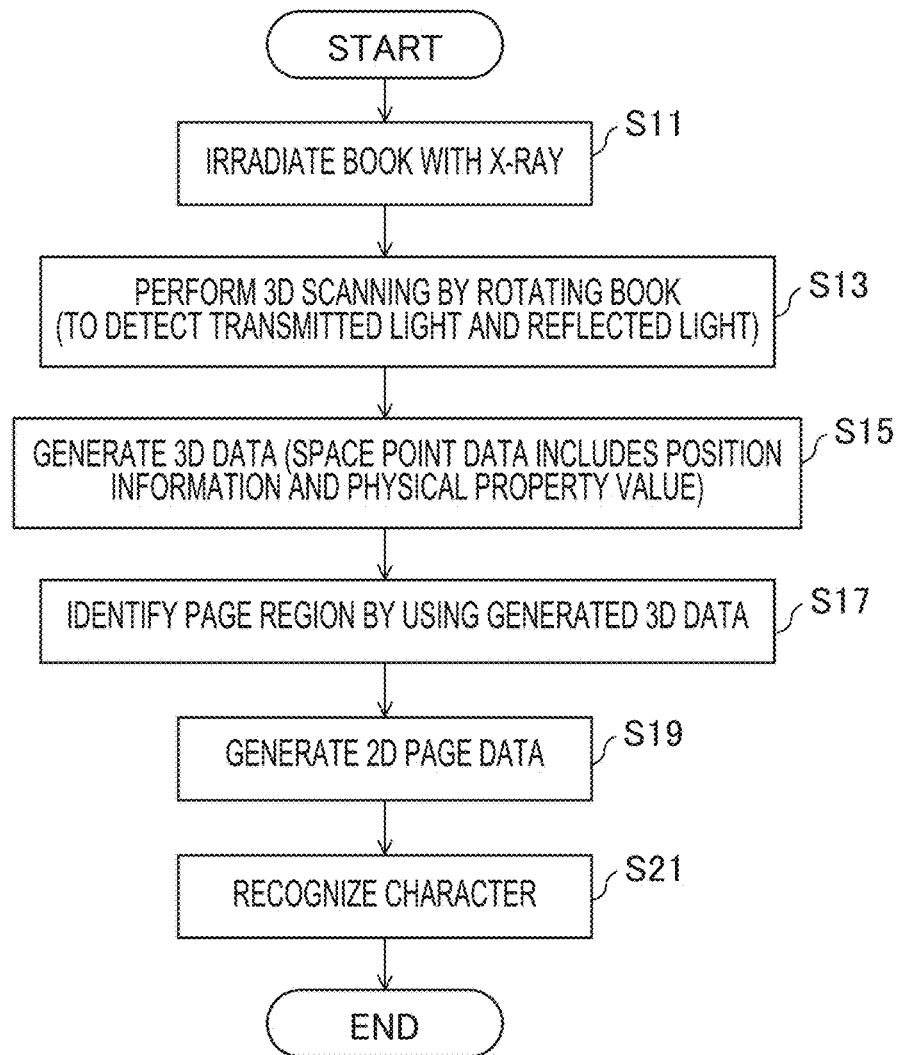 START
S11
IRRADIATE BOOK WITH X-RAY
S13
PERFORM 3D SCANNING BY ROTATING BOOK
(TO DETECT TRANSMITTED LIGHT AND REFLECTED LIGHT)
S15
GENERATE 3D DATA (SPACE POINT DATA INCLUDES POSITION
INFORMATION AND PHYSICAL PROPERTY VALUE)
S17
IDENTIFY PAGE REGION BY USING GENERATED 3D DATA
S19
GENERATE 2D PAGE DATA
S21
RECOGNIZE CHARACTER
END